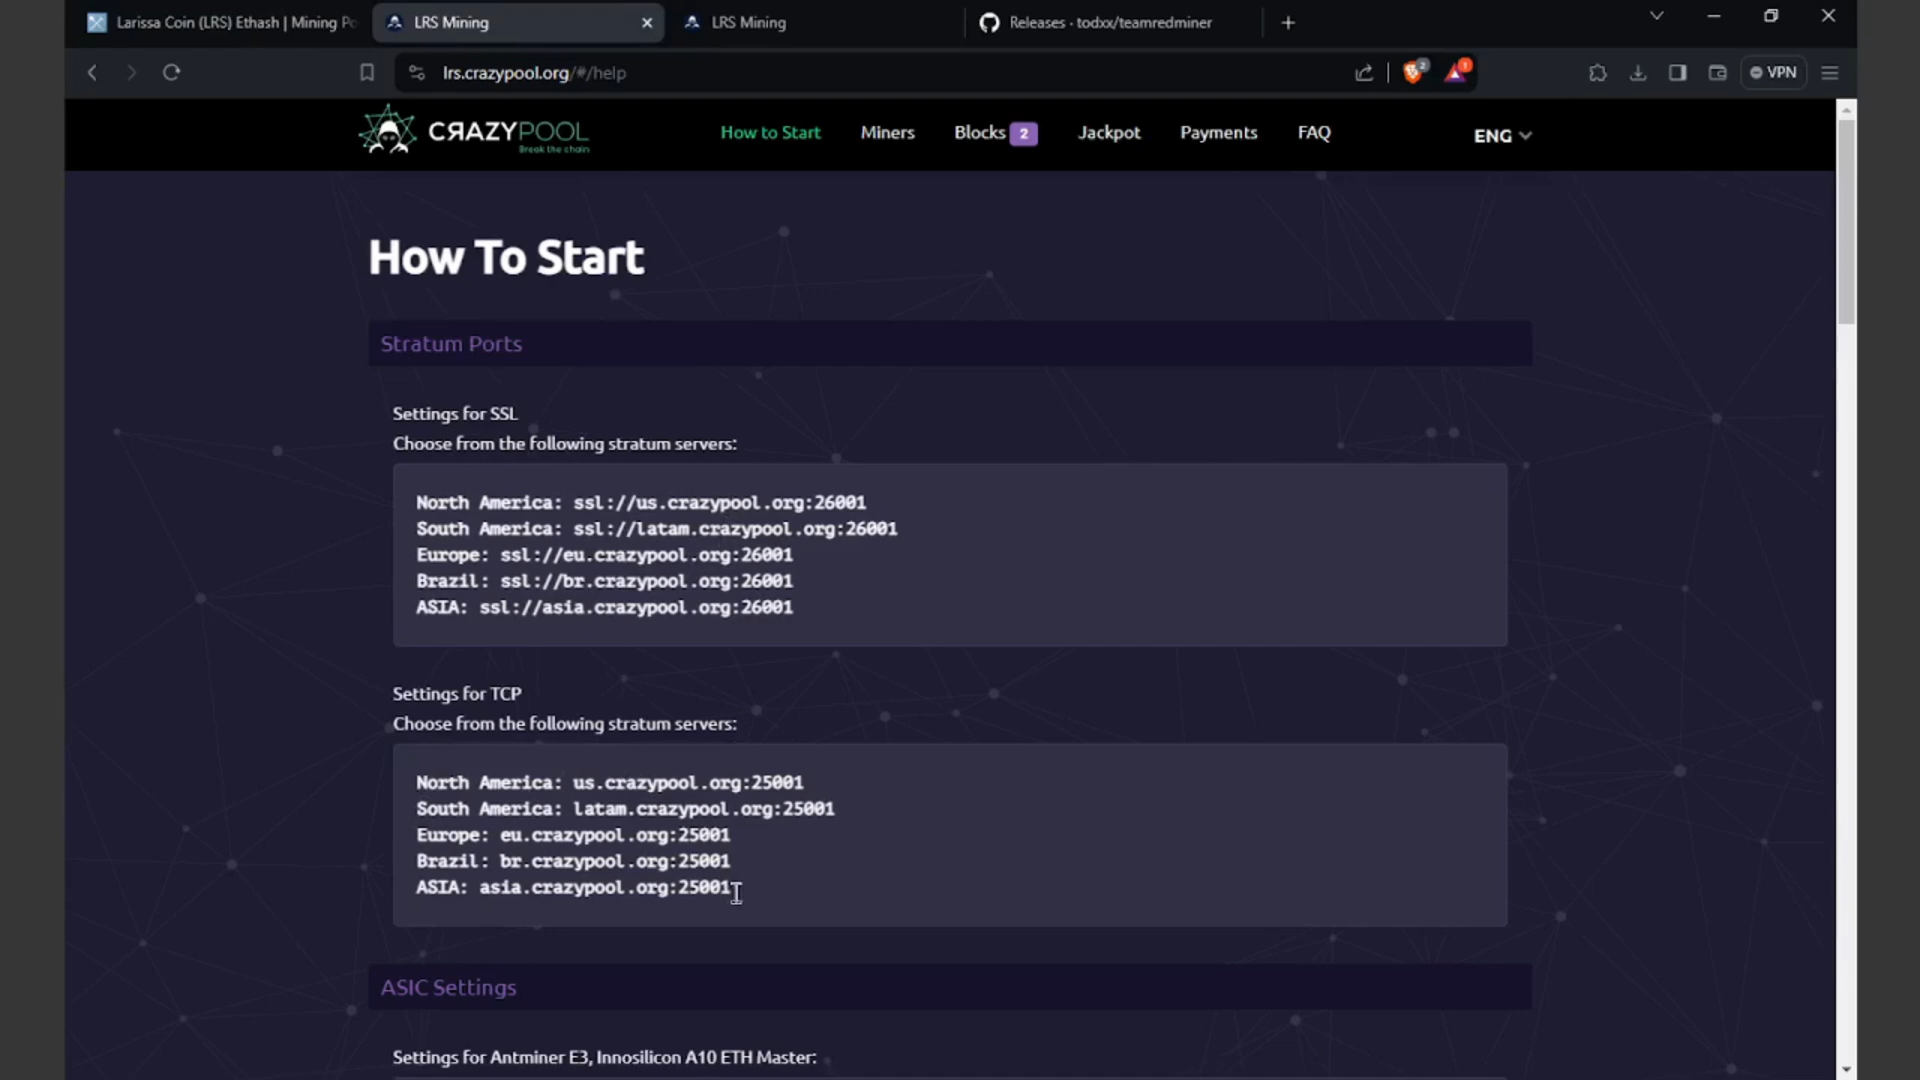 Larissa Coin (LRS) Ethash | Mining Po
LRS Mining
LRS Mining
Releases · todxx/teamredminer
lrs.crazypool.org/#/help
2
1
VPN
CRAZYPOOL
Break the chain
How to Start
Miners
Blocks 2
Jackpot
Payments
FAQ
ENG
How To Start
Stratum Ports
Settings for SSL
Choose from the following stratum servers:
North America: ssl://us.crazypool.org:26001
South America: ssl://latam.crazypool.org:26001
Europe: ssl://eu.crazypool.org:26001
Brazil: ssl://br.crazypool.org:26001
ASIA: ssl://asia.crazypool.org:26001
Settings for TCP
Choose from the following stratum servers:
North America: us.crazypool.org:25001
South America: latam.crazypool.org:25001
Europe: eu.crazypool.org:25001
Brazil: br.crazypool.org:25001
ASIA: asia.crazypool.org:25001
ASIC Settings
Settings for Antminer E3, Innosilicon A10 ETH Master: